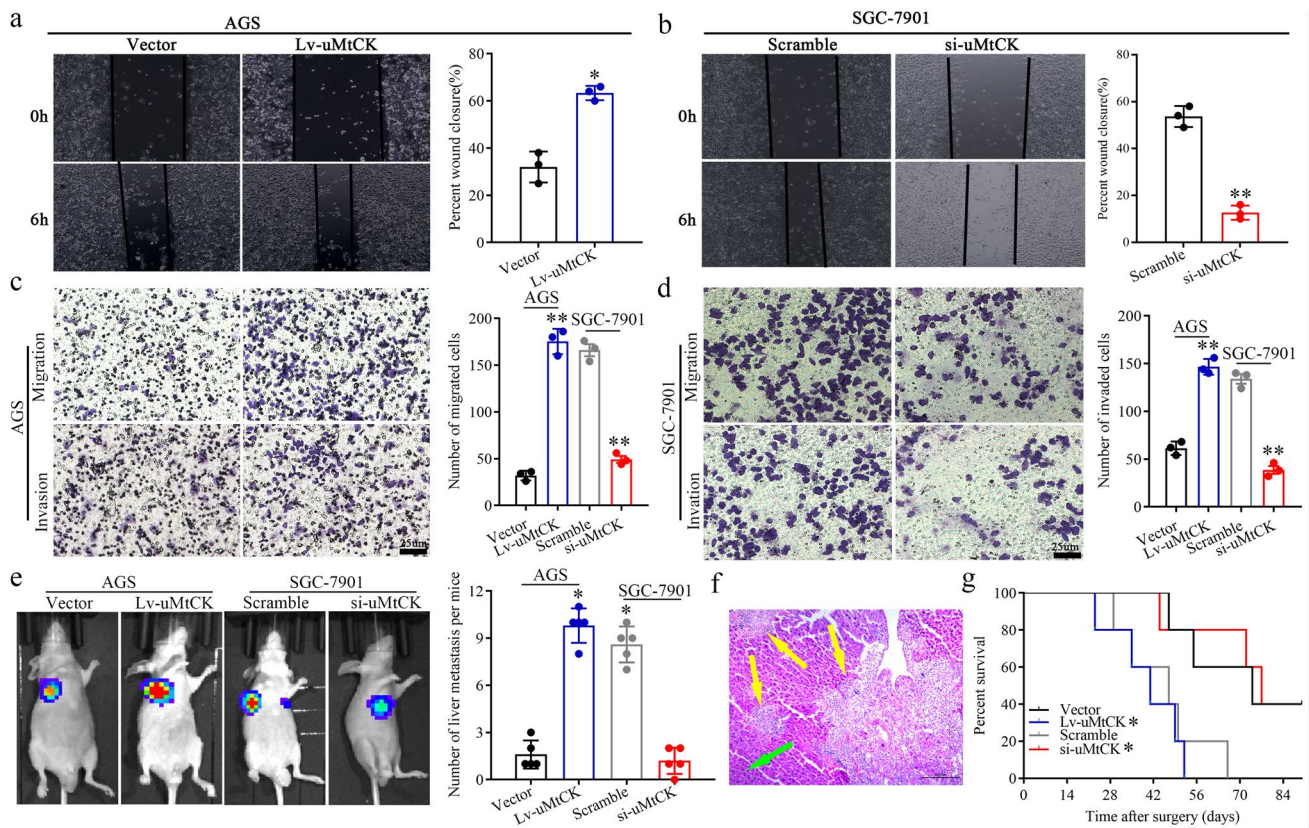 a
AGS
Vector Lv-uMtCK
0h
6h
Percent wound closure(%)
80
60
40
20
0
Vector
Lv-uMtCK
*
b
SGC-7901
Scramble si-uMtCK
0h
6h
Percent wound closure(%)
80
60
40
20
0
Scramble
si-uMtCK
**
c
AGS
Migration
Invasion
25um
Number of migrated cells
200
150
100
50
0
AGS
**
SGC-7901
**
Vector
Lv-uMtCK
Scramble
si-uMtCK
d
SGC-7901
Migration
Invation
25um
Number of invaded cells
200
150
100
50
0
AGS
**
SGC-7901
**
Vector
Lv-uMtCK
Scramble
si-uMtCK
e
AGS SGC-7901
Vector Lv-uMtCK Scramble si-uMtCK
Number of liver metastasis per mice
12
9
6
3
0
AGS
*
SGC-7901
*
Vector
Lv-uMtCK
Scramble
si-uMtCK
f
g
Percent survival
100
80
60
40
20
0
Vector
Lv-uMtCK*
Scramble
si-uMtCK*
0 14 28 42 56 70 84
Time after surgery (days)